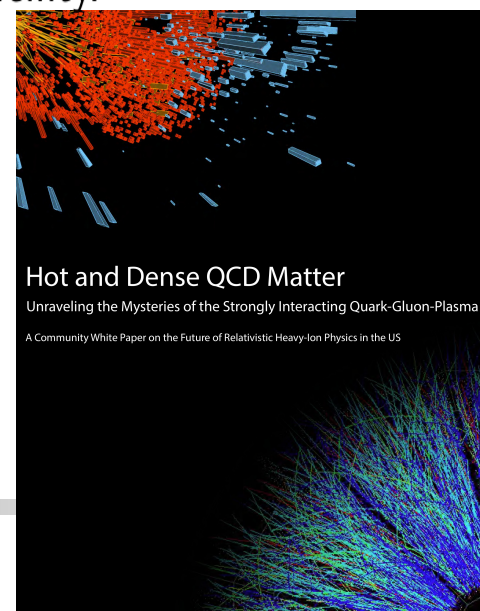 Hot and Dense QCD Matter
Unraveling the Mysteries of the Strongly Interacting Quark-Gluon-Plasma
A Community White Paper on the Future of Relativistic Heavy-Ion Physics in the US